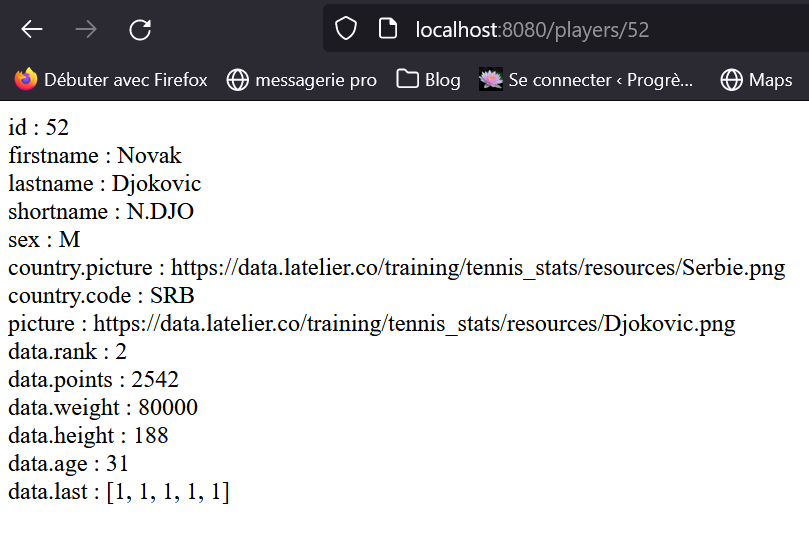 localhost:8080/players/52
Débuter avec Firefox messagerie pro Blog Se connecter ‹ Progrè... Maps
id : 52
firstname : Novak
lastname : Djokovic
shortname : N.DJO
sex : M
country.picture : https://data.latelier.co/training/tennis_stats/resources/Serbie.png
country.code : SRB
picture : https://data.latelier.co/training/tennis_stats/resources/Djokovic.png
data.rank : 2
data.points : 2542
data.weight : 80000
data.height : 188
data.age : 31
data.last : [1, 1, 1, 1, 1]